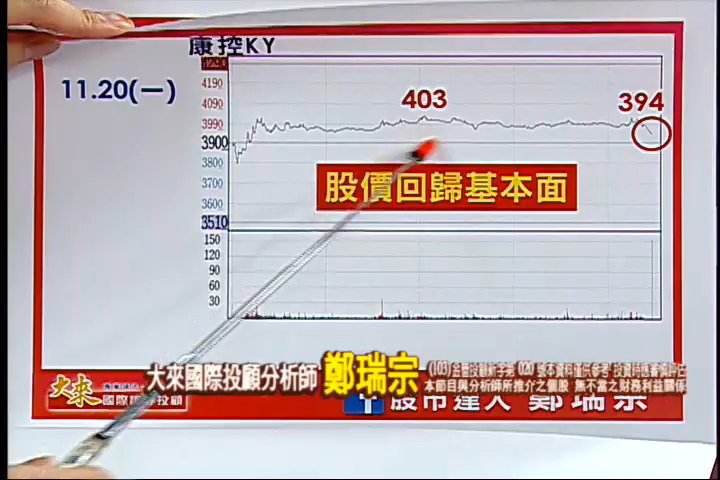 康控KY
11.20(一)
4290
4190
4090
3990
3900
3800
3700
3600
3510
150
120
90
60
30
403
394
股價回歸基本面
大來國際投顧分析師 鄭瑞宗
本節目與分析師所推介之個股 無不當之財務利益關係
大來
國際證券投顧
股市達人 鄭瑞宗